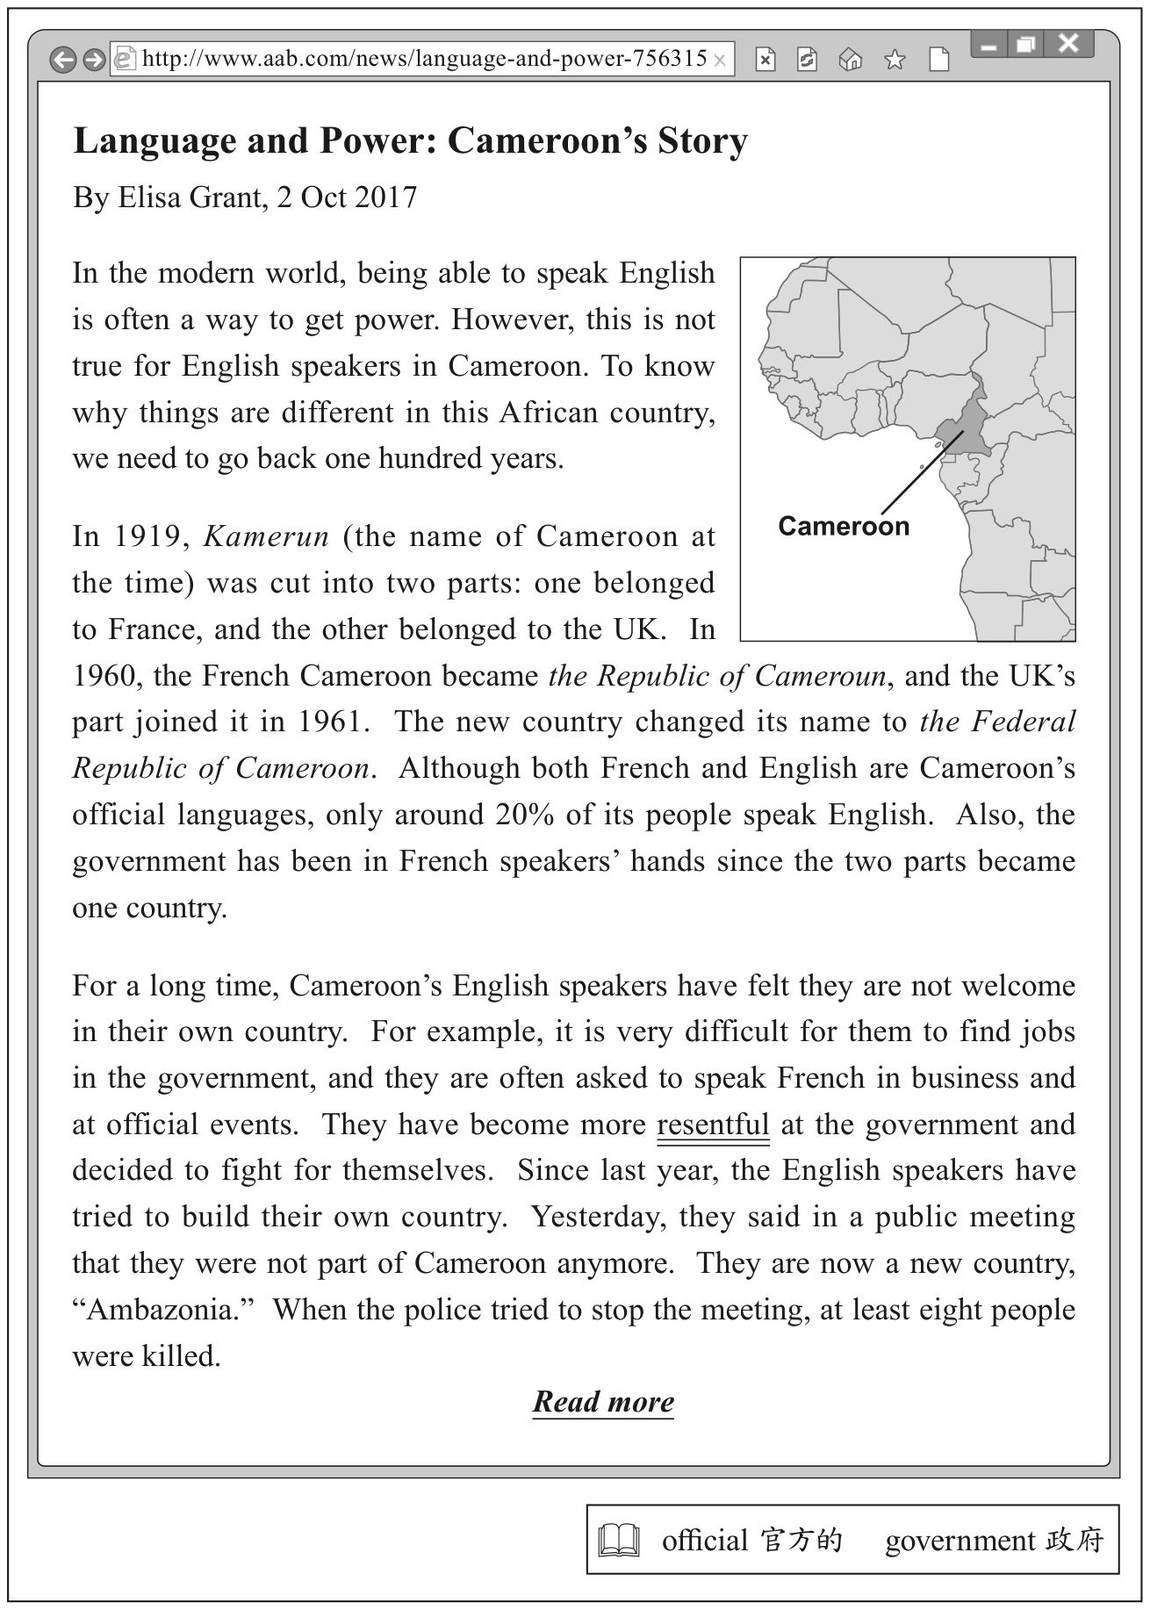 http://www.aab.com/news/language-and-power-756315
Language and Power: Cameroon's Story
By Elisa Grant, 2 Oct 2017
In the modern world, being able to speak English
is often a way to get power. However, this is not
true for English speakers in Cameroon. To know
why things are different in this African country,
we need to go back one hundred years.
Cameroon
In 1919, Kamerun (the name of Cameroon at
the time) was cut into two parts: one belonged
to France, and the other belonged to the UK. In
1960, the French Cameroon became the Republic of Cameroun, and the UK's
part joined it in 1961. The new country changed its name to the Federal
Republic of Cameroon. Although both French and English are Cameroon's
official languages, only around 20% of its people speak English. Also, the
government has been in French speakers' hands since the two parts became
one country.
For a long time, Cameroon's English speakers have felt they are not welcome
in their own country. For example, it is very difficult for them to find jobs
in the government, and they are often asked to speak French in business and
at official events. They have become more resentful at the government and
decided to fight for themselves. Since last year, the English speakers have
tried to build their own country. Yesterday, they said in a public meeting
that they were not part of Cameroon anymore. They are now a new country,
“Ambazonia.” When the police tried to stop the meeting, at least eight people
were killed.
Read more
official 官方的 government 政府